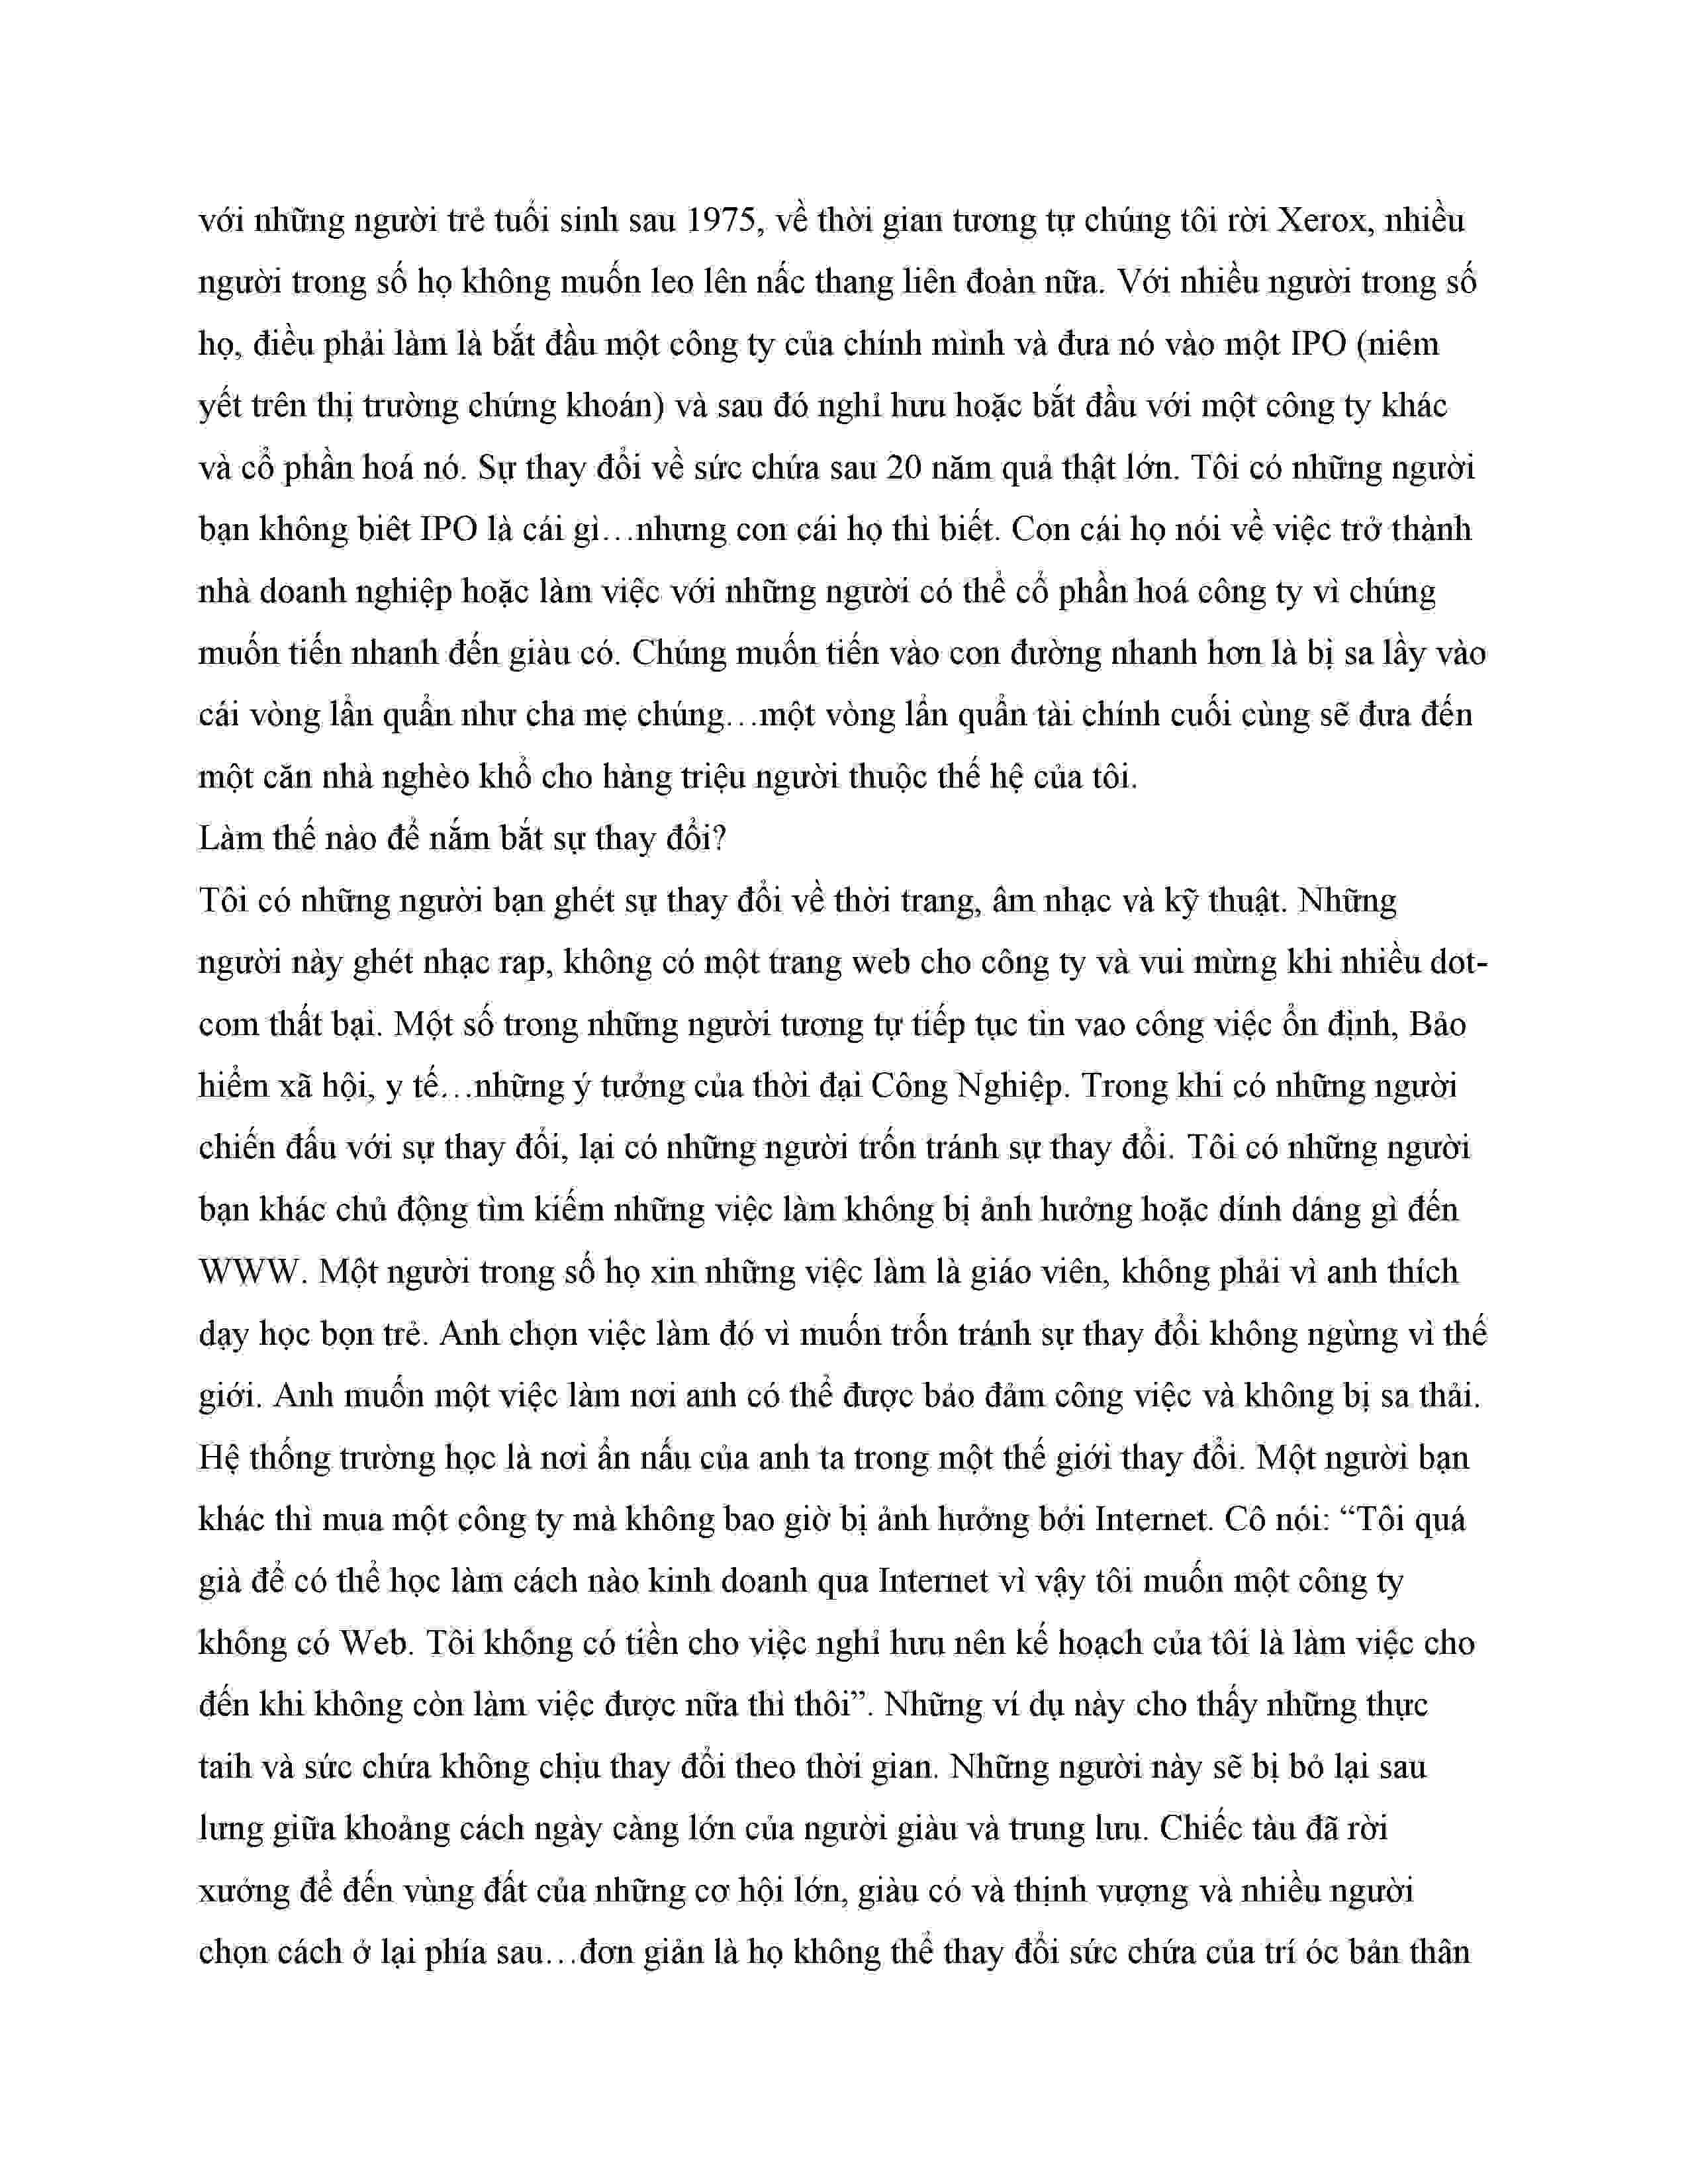 với những người trẻ tuổi sinh sau 1975, về thời gian tương tự chúng tôi rời Xerox, nhiều
người trong số họ không muốn leo lên nấc thang liên đoàn nữa. Với nhiều người trong số
họ, điều phải làm là bắt đầu một công ty của chính mình và đưa nó vào một IPO (niêm
yết trên thị trường chứng khoán) và sau đó nghỉ hưu hoặc bắt đầu với một công ty khác
và cổ phần hoá nó. Sự thay đổi về sức chứa sau 20 năm quả thật lớn. Tôi có những người
bạn không biêt IPO là cái gì…nhưng con cái họ thì biết. Con cái họ nói về việc trở thành
nhà doanh nghiệp hoặc làm việc với những người có thể cổ phần hoá công ty vì chúng
muốn tiến nhanh đến giàu có. Chúng muốn tiến vào con đường nhanh hơn là bị sa lầy vào
cái vòng lẩn quẩn như cha mẹ chúng…một vòng lẩn quẩn tài chính cuối cùng sẽ đưa đến
một căn nhà nghèo khổ cho hàng triệu người thuộc thế hệ của tôi.
Làm thế nào để nắm bắt sự thay đổi?
Tôi có những người bạn ghét sự thay đổi về thời trang, âm nhạc và kỹ thuật. Những
người này ghét nhạc rap, không có một trang web cho công ty và vui mừng khi nhiều dot-
com thất bại. Một số trong những người tương tự tiếp tục tin vao công việc ổn định, Bảo
hiểm xã hội, y tế…những ý tưởng của thời đại Công Nghiệp. Trong khi có những người
chiến đấu với sự thay đổi, lại có những người trốn tránh sự thay đổi. Tôi có những người
bạn khác chủ động tìm kiếm những việc làm không bị ảnh hưởng hoặc dính dáng gì đến
WWW. Một người trong số họ xin những việc làm là giáo viên, không phải vì anh thích
dạy học bọn trẻ. Anh chọn việc làm đó vì muốn trốn tránh sự thay đổi không ngừng vì thế
giới. Anh muốn một việc làm nơi anh có thể được bảo đảm công việc và không bị sa thải.
Hệ thống trường học là nơi ẩn nấu của anh ta trong một thế giới thay đổi. Một người bạn
khác thì mua một công ty mà không bao giờ bị ảnh hưởng bởi Internet. Cô nói: “Tôi quá
già để có thể học làm cách nào kinh doanh qua Internet vì vậy tôi muốn một công ty
không có Web. Tôi không có tiền cho việc nghỉ hưu nên kế hoạch của tôi là làm việc cho
đến khi không còn làm việc được nữa thì thôi”. Những ví dụ này cho thấy những thực
taih và sức chứa không chịu thay đổi theo thời gian. Những người này sẽ bị bỏ lại sau
lưng giữa khoảng cách ngày càng lớn của người giàu và trung lưu. Chiếc tàu đã rời
xưởng để đến vùng đất của những cơ hội lớn, giàu có và thịnh vượng và nhiều người
chọn cách ở lại phía sau…đơn giản là họ không thể thay đổi sức chứa của trí óc bản thân